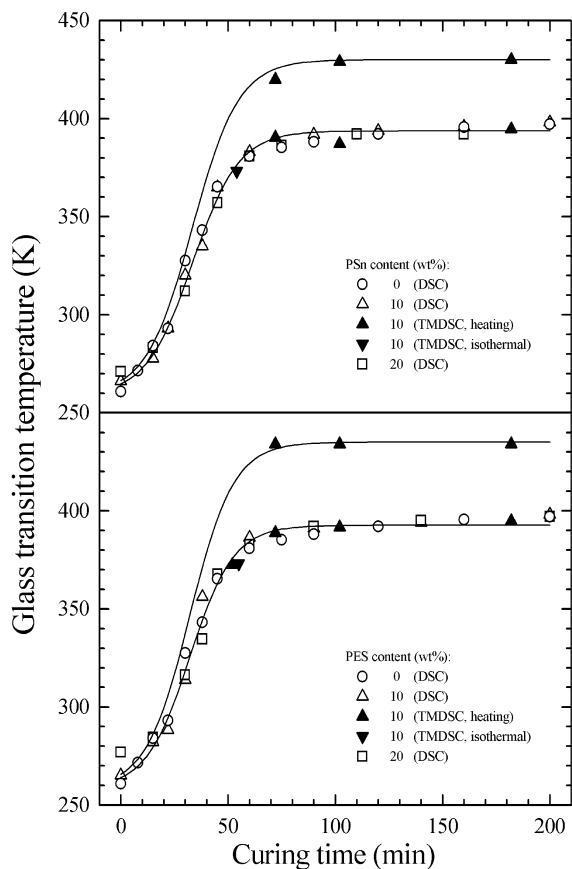 450
400
350
300
250
PSn content (wt%):
0 (DSC)
10 (DSC)
10 (TMDSC, heating)
10 (TMDSC, isothermal)
20 (DSC)
Glass transition temperature (K)
400
350
300
250
PES content (wt%):
0 (DSC)
10 (DSC)
10 (TMDSC, heating)
10 (TMDSC, isothermal)
20 (DSC)
0 50 100 150 200
Curing time (min)